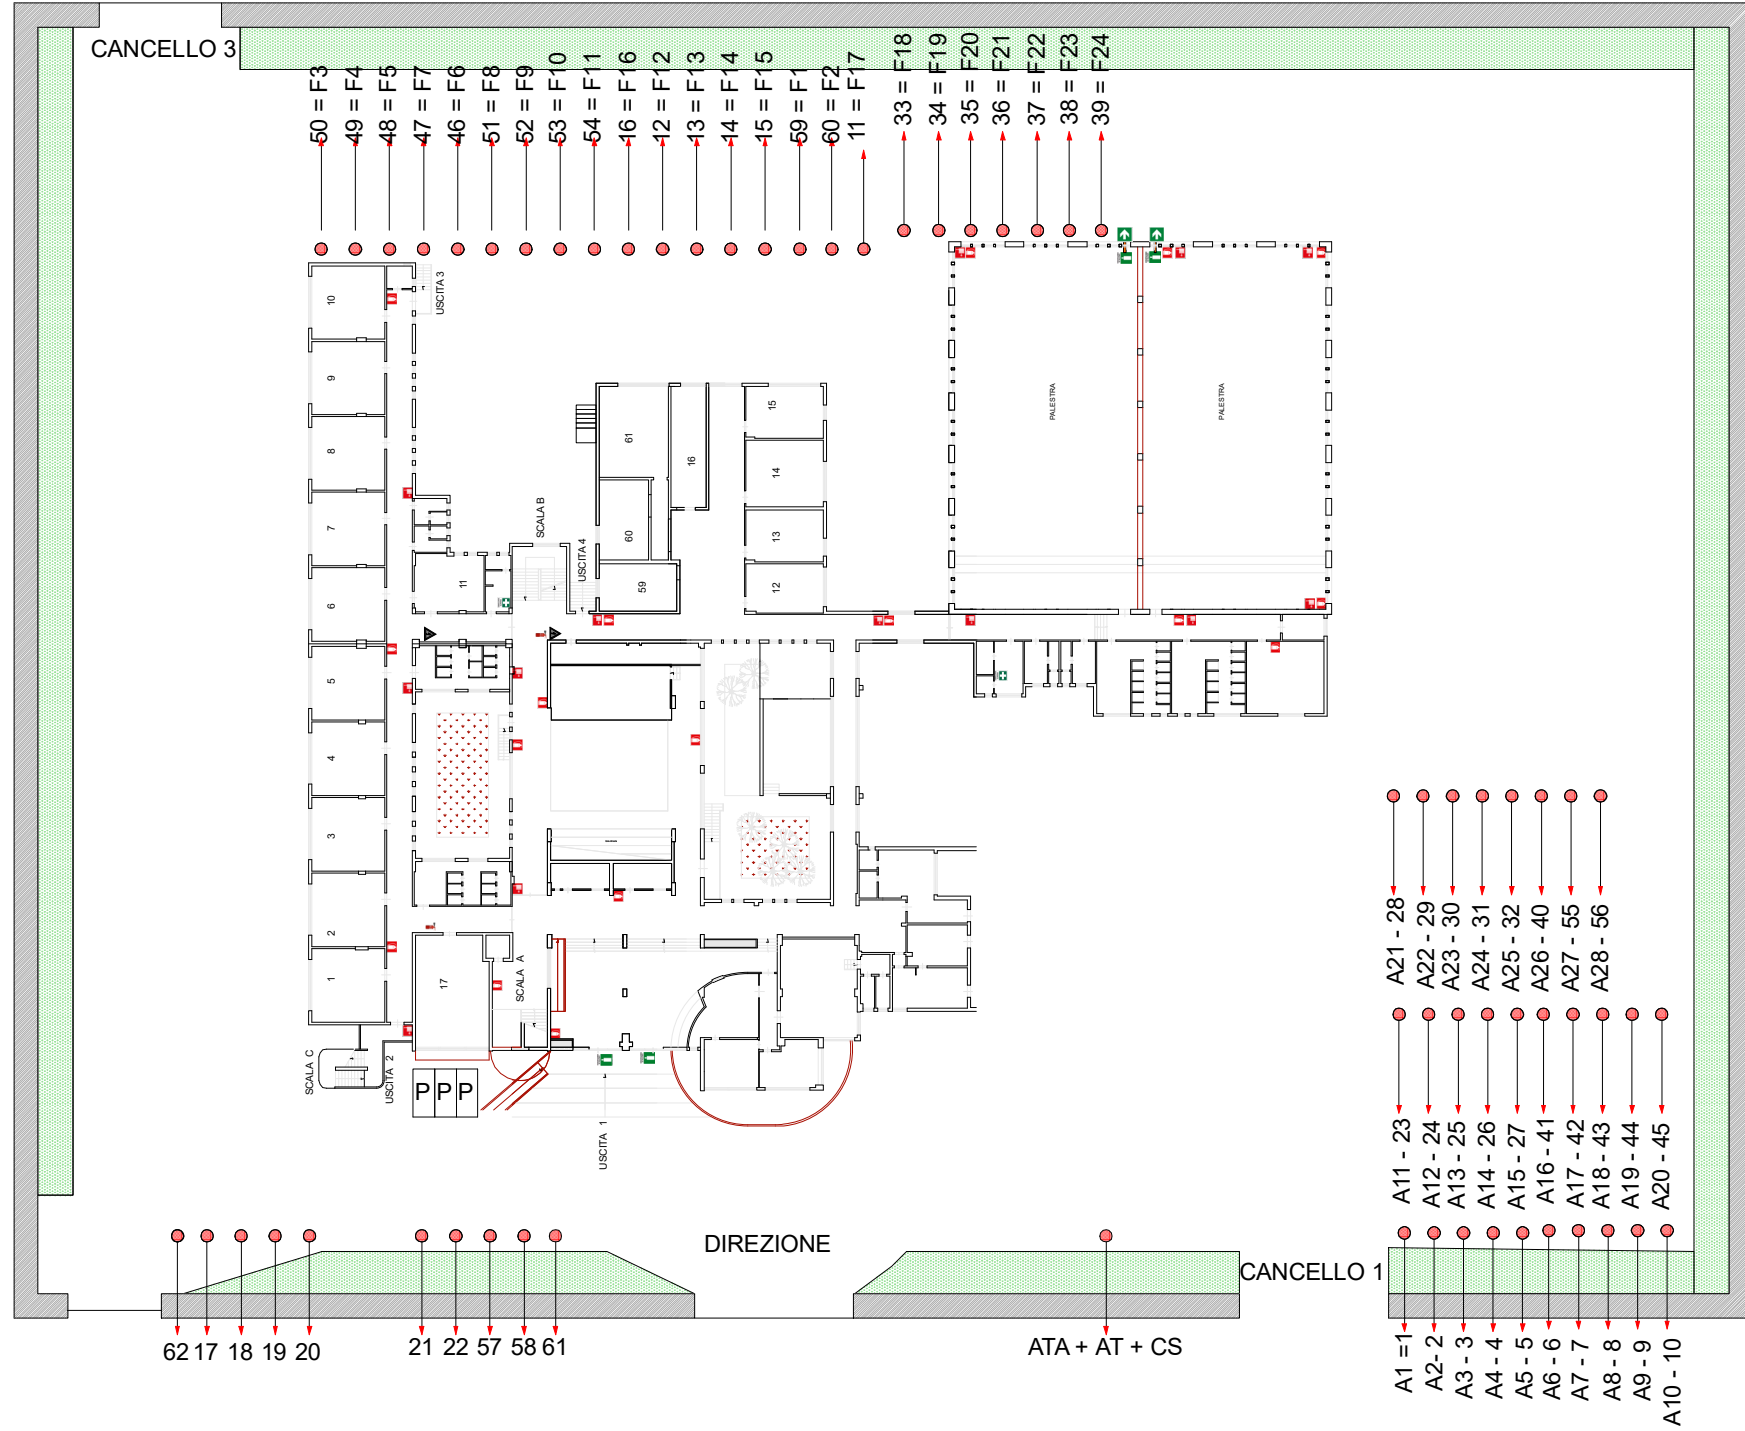 CANCELLO 3
50 = F3
49 = F4
48 = F5
47 = F7
46 = F6
51 = F8
52 = F9
53 = F10
54 = F11
16 = F16
12 = F12
13 = F13
14 = F14
15 = F15
59 = F1
60 = F2
11 = F17
33 = F18
34 = F19
35 = F20
36 = F21
37 = F22
38 = F23
39 = F24
10
USCITA 3
9
8
7
6
5
4
3
2
1
11
SCALA B
USCITA 4
61
60
59
16
15
14
13
12
PALESTRA
PALESTRA
17
SCALA A
SCALA C
USCITA 2
P P P
USCITA 1
A21 - 28
A22 - 29
A23 - 30
A24 - 31
A25 - 32
A26 - 40
A27 - 55
A28 - 56
A11 - 23
A12 - 24
A13 - 25
A14 - 26
A15 - 27
A16 - 41
A17 - 42
A18 - 43
A19 - 44
A20 - 45
DIREZIONE
CANCELLO 1
62 17 18 19 20
21 22 57 58 61
ATA + AT + CS
A1 =1
A2- 2
A3 - 3
A4 - 4
A5 - 5
A6 - 6
A7 - 7
A8 - 8
A9 - 9
A10 - 10